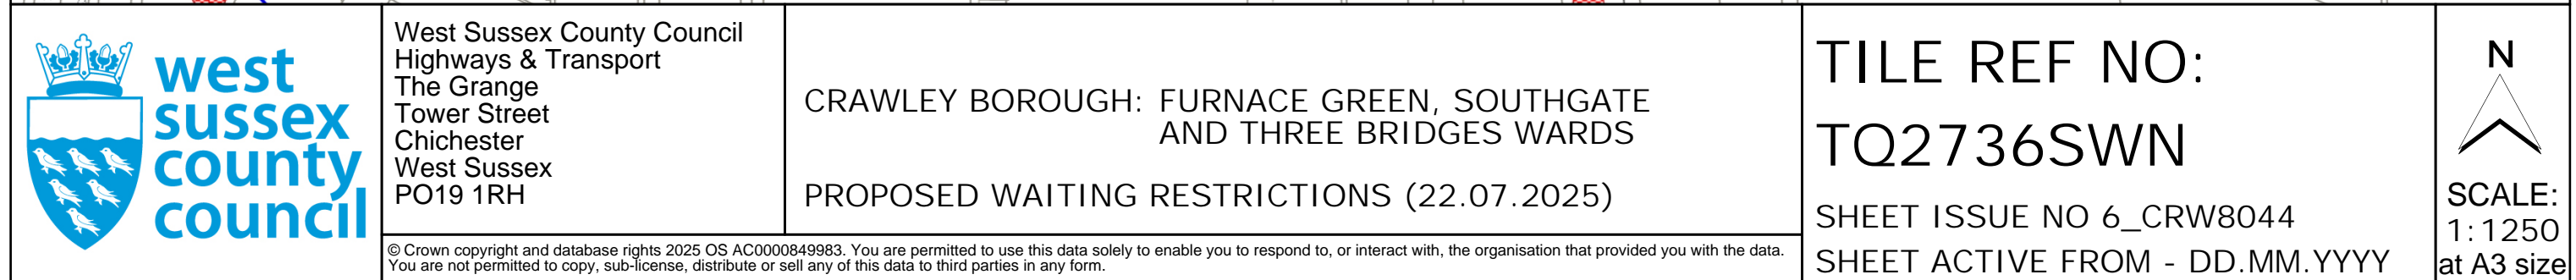 west
sussex
county
council
West Sussex County Council
Highways & Transport
The Grange
Tower Street
Chichester
West Sussex
PO19 1RH
CRAWLEY BOROUGH: FURNACE GREEN, SOUTHGATE
AND THREE BRIDGES WARDS
PROPOSED WAITING RESTRICTIONS (22.07.2025)
© Crown copyright and database rights 2025 OS AC0000849983. You are permitted to use this data solely to enable you to respond to, or interact with, the organisation that provided you with the data.
You are not permitted to copy, sub-license, distribute or sell any of this data to third parties in any form.
TILE REF NO:
TQ2736SWN
SHEET ISSUE NO 6_CRW8044
SHEET ACTIVE FROM - DD.MM.YYYY
N
SCALE:
1:1250
at A3 size